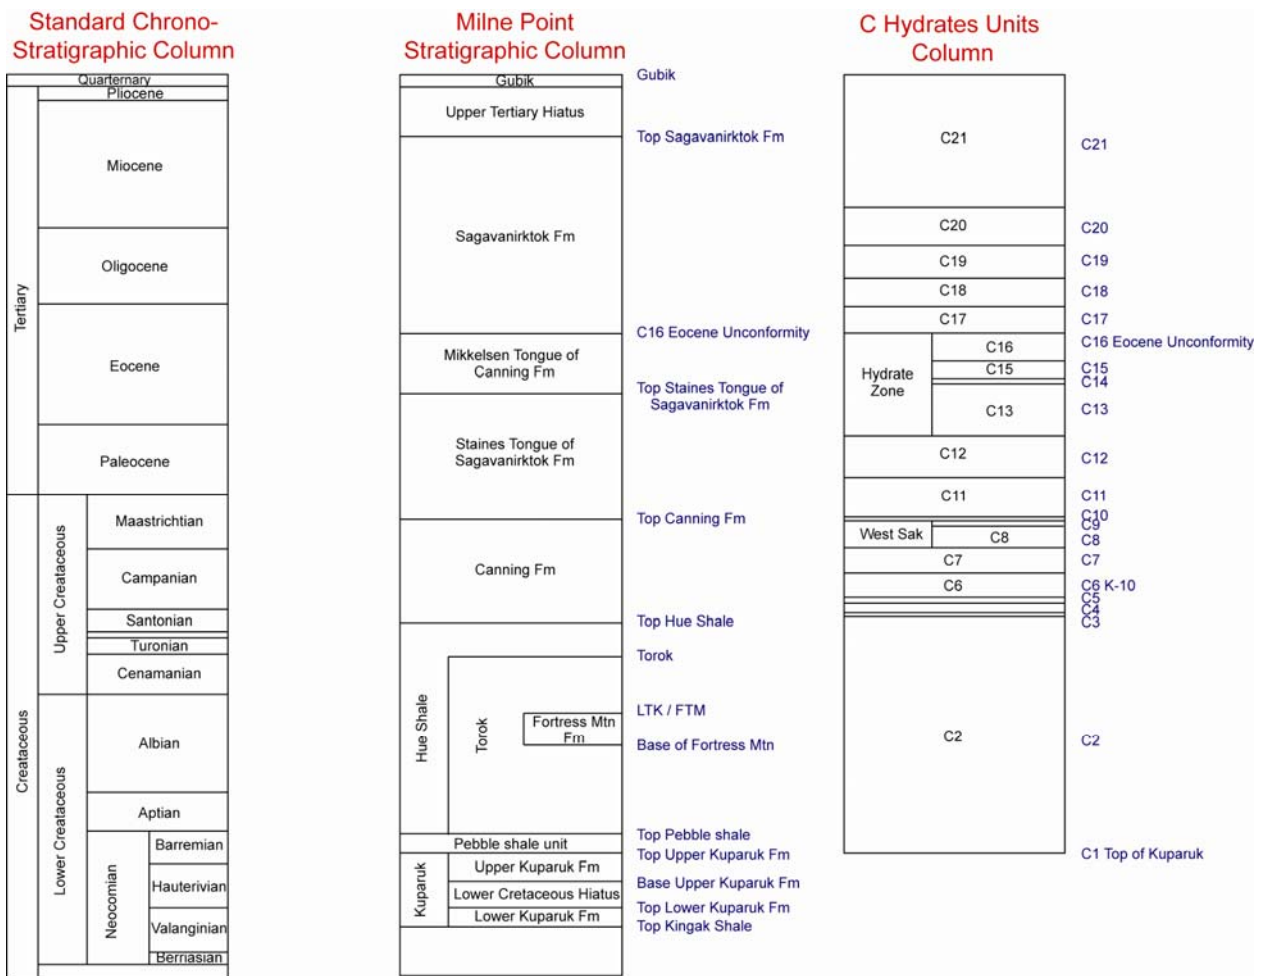 Standard Chrono-
Stratigraphic Column
Quarternary
Pliocene
Miocene
Oligocene
Eocene
Paleocene
Tertiary
Maastrichtian
Campanian
Santonian
Turonian
Cenamanian
Upper Creataceous
Albian
Aptian
Barremian
Hauterivian
Valanginian
Berriasian
Neocomian
Lower Creataceous
Creataceous
Milne Point
Stratigraphic Column
Gubik
Upper Tertiary Hiatus
Sagavanirktok Fm
Mikkelsen Tongue of
Canning Fm
Staines Tongue of
Sagavanirktok Fm
Canning Fm
Hue Shale
Torok
Fortress Mtn
Fm
Pebble shale unit
Kuparuk
Upper Kuparuk Fm
Lower Cretaceous Hiatus
Lower Kuparuk Fm
Gubik
Top Sagavanirktok Fm
C16 Eocene Unconformity
Top Staines Tongue of
Sagavanirktok Fm
Top Canning Fm
Top Hue Shale
Torok
LTK / FTM
Base of Fortress Mtn
Top Pebble shale
Top Upper Kuparuk Fm
Base Upper Kuparuk Fm
Top Lower Kuparuk Fm
Top Kingak Shale
C Hydrates Units
Column
C21
C20
C19
C18
C17
Hydrate
Zone
C16
C15
C13
C12
C11
West Sak
C8
C7
C6
C2
C21
C20
C19
C18
C17
C16 Eocene Unconformity
C15
C14
C13
C12
C11
C10
C9
C8
C7
C6 K-10
C5
C4
C3
C2
C1 Top of Kuparuk